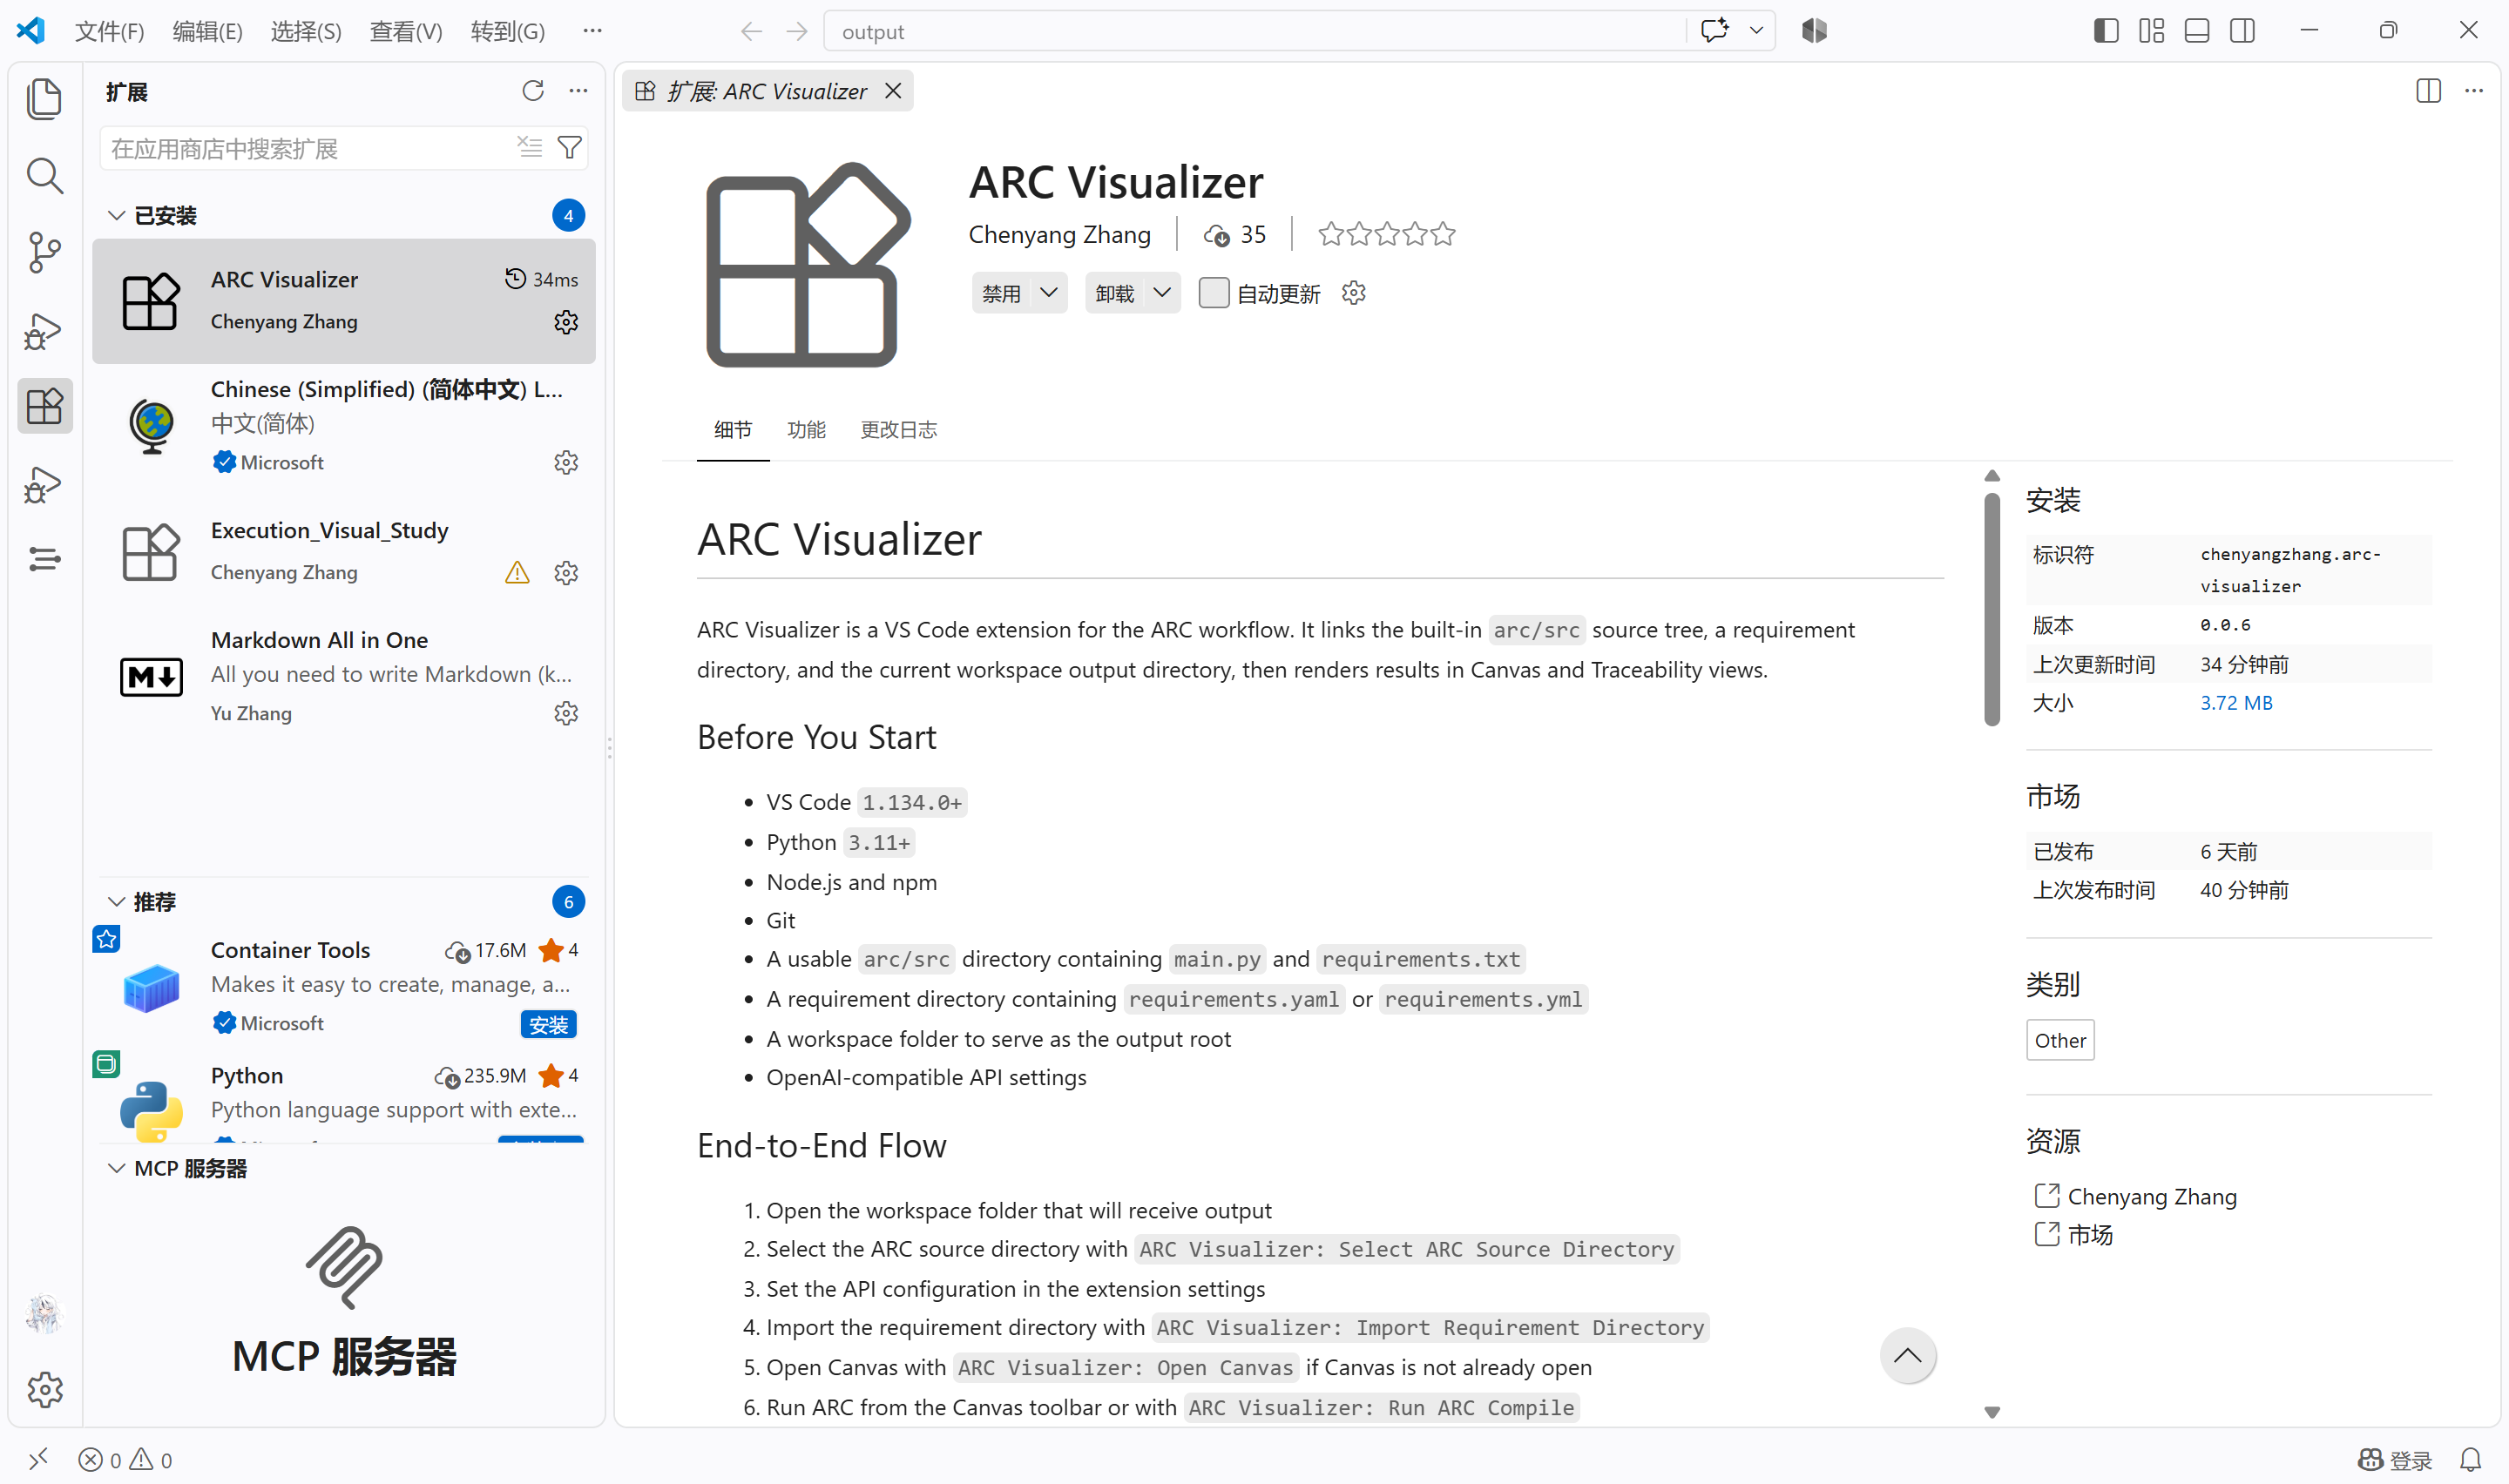 文件(F) 编辑(E) 选择(S) 查看(V) 转到(G) ···
output
扩展
在应用商店中搜索扩展
已安装 4
ARC Visualizer 34ms
Chenyang Zhang
Chinese (Simplified) (简体中文) L...
中文(简体)
Microsoft
Execution_Visual_Study
Chenyang Zhang
Markdown All in One
All you need to write Markdown (k...
Yu Zhang
推荐 6
Container Tools 17.6M 4
Makes it easy to create, manage, a...
Microsoft 安装
Python 235.9M 4
Python language support with exte...
MCP 服务器
MCP 服务器
扩展: ARC Visualizer
ARC Visualizer
Chenyang Zhang 35
禁用 卸载 自动更新
细节 功能 更改日志
ARC Visualizer
ARC Visualizer is a VS Code extension for the ARC workflow. It links the built-in arc/src source tree, a requirement
directory, and the current workspace output directory, then renders results in Canvas and Traceability views.
Before You Start
• VS Code 1.134.0+
• Python 3.11+
• Node.js and npm
• Git
• A usable arc/src directory containing main.py and requirements.txt
• A requirement directory containing requirements.yaml or requirements.yml
• A workspace folder to serve as the output root
• OpenAI-compatible API settings
End-to-End Flow
1. Open the workspace folder that will receive output
2. Select the ARC source directory with ARC Visualizer: Select ARC Source Directory
3. Set the API configuration in the extension settings
4. Import the requirement directory with ARC Visualizer: Import Requirement Directory
5. Open Canvas with ARC Visualizer: Open Canvas if Canvas is not already open
6. Run ARC from the Canvas toolbar or with ARC Visualizer: Run ARC Compile
安装
标识符 chenyangzhang.arc-
visualizer
版本 0.0.6
上次更新时间 34 分钟前
大小 3.72 MB
市场
已发布 6 天前
上次发布时间 40 分钟前
类别
Other
资源
Chenyang Zhang
市场
0 0
登录